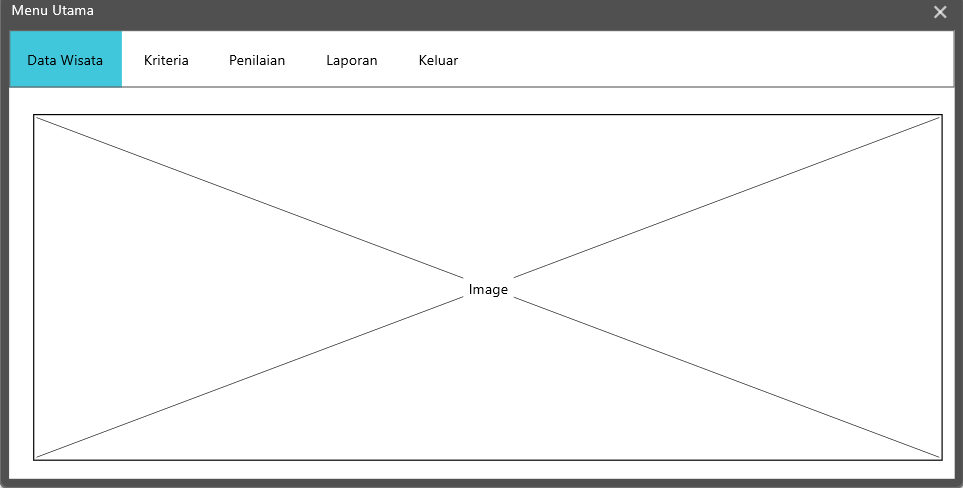 Menu Utama
Data Wisata Kriteria Penilaian Laporan Keluar
Image